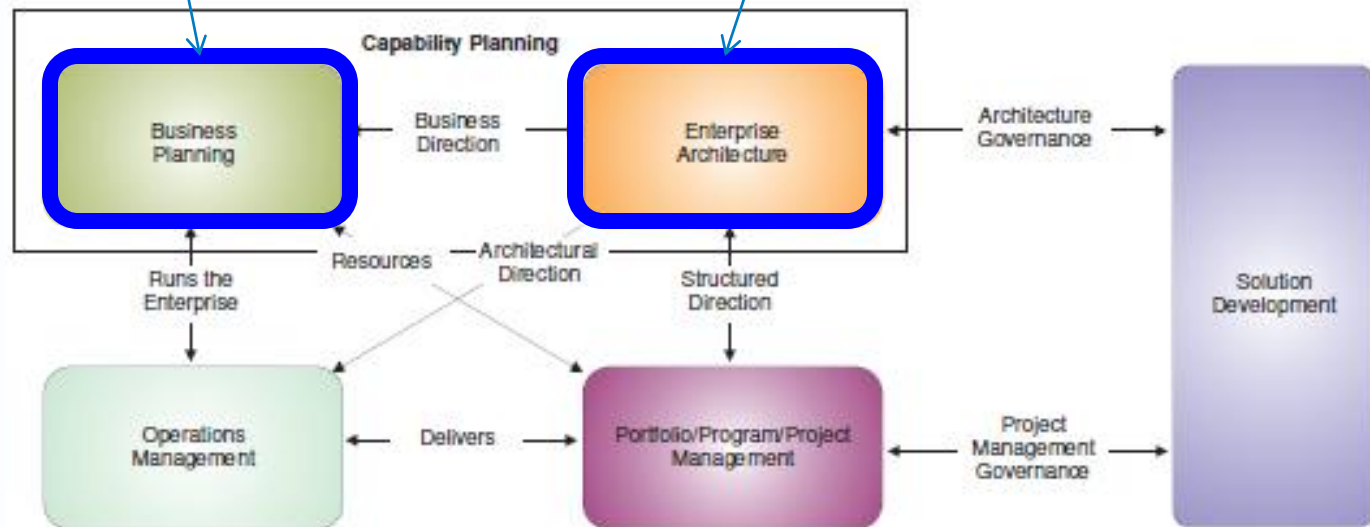 Capability Planning
Business
Planning
Business
Direction
Enterprise
Architecture
Architecture
Governance
Resources
Architectural
Direction
Runs the
Enterprise
Structured
Direction
Solution
Development
Operations
Management
Delivers
Portfolio/Program/Project
Management
Project
Management
Governance